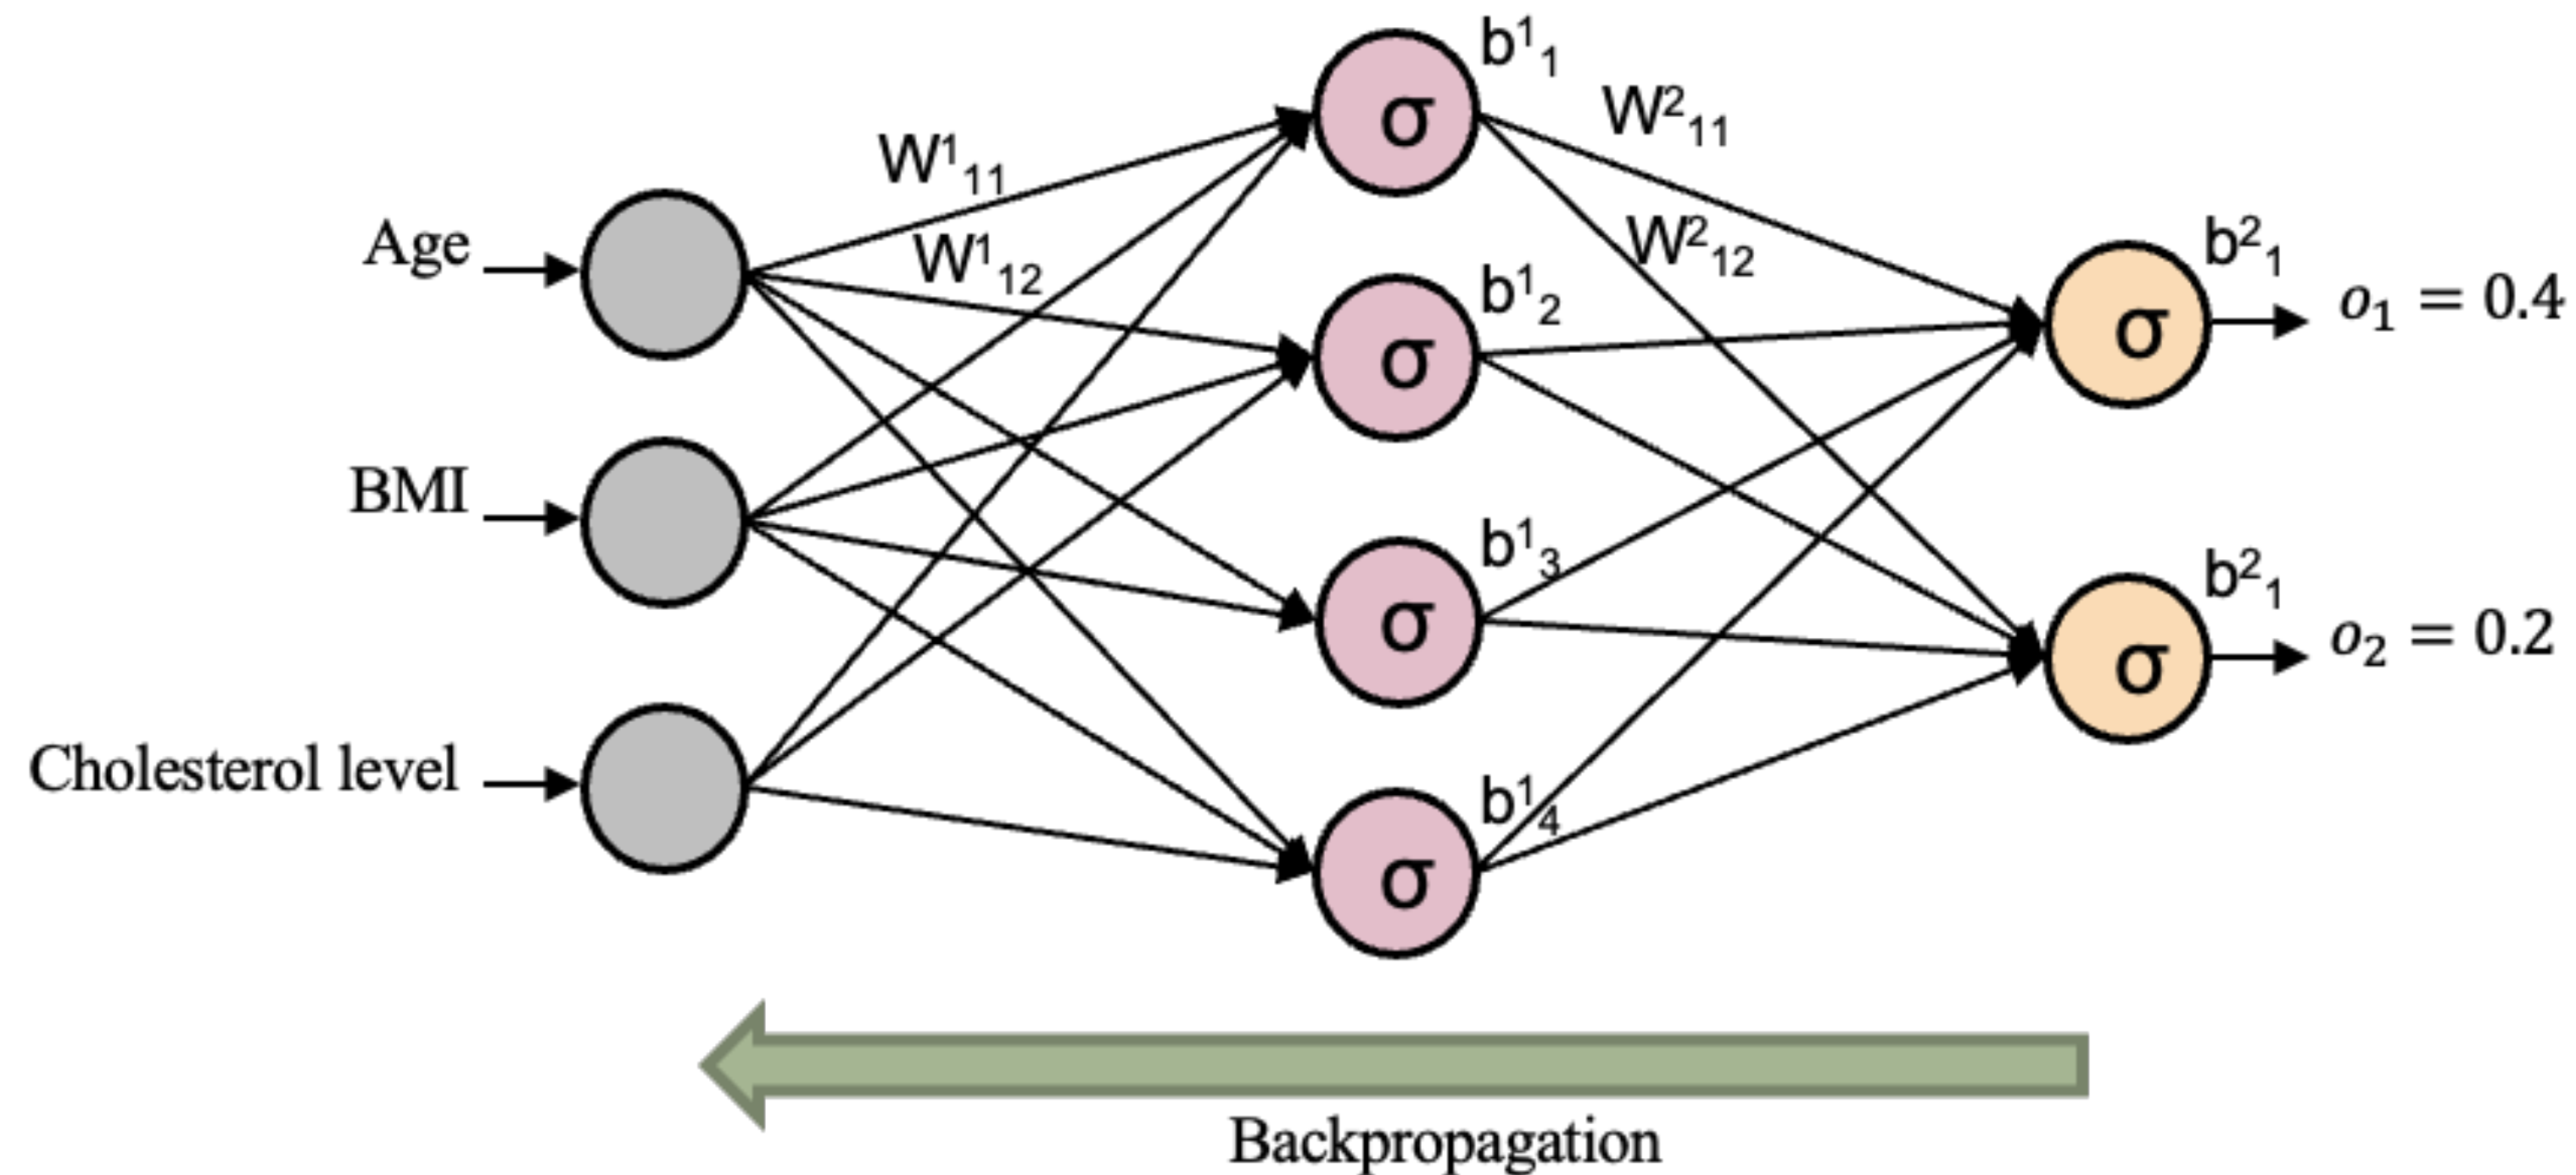 b¹₁
W²₁₁
W¹₁₁
σ
Age
W¹₁₂
W²₁₂
b²₁
o₁ = 0.4
b¹₂
σ
σ
BMI
b¹₃
b²₁
σ
o₂ = 0.2
σ
Cholesterol level
b¹₄
σ
Backpropagation